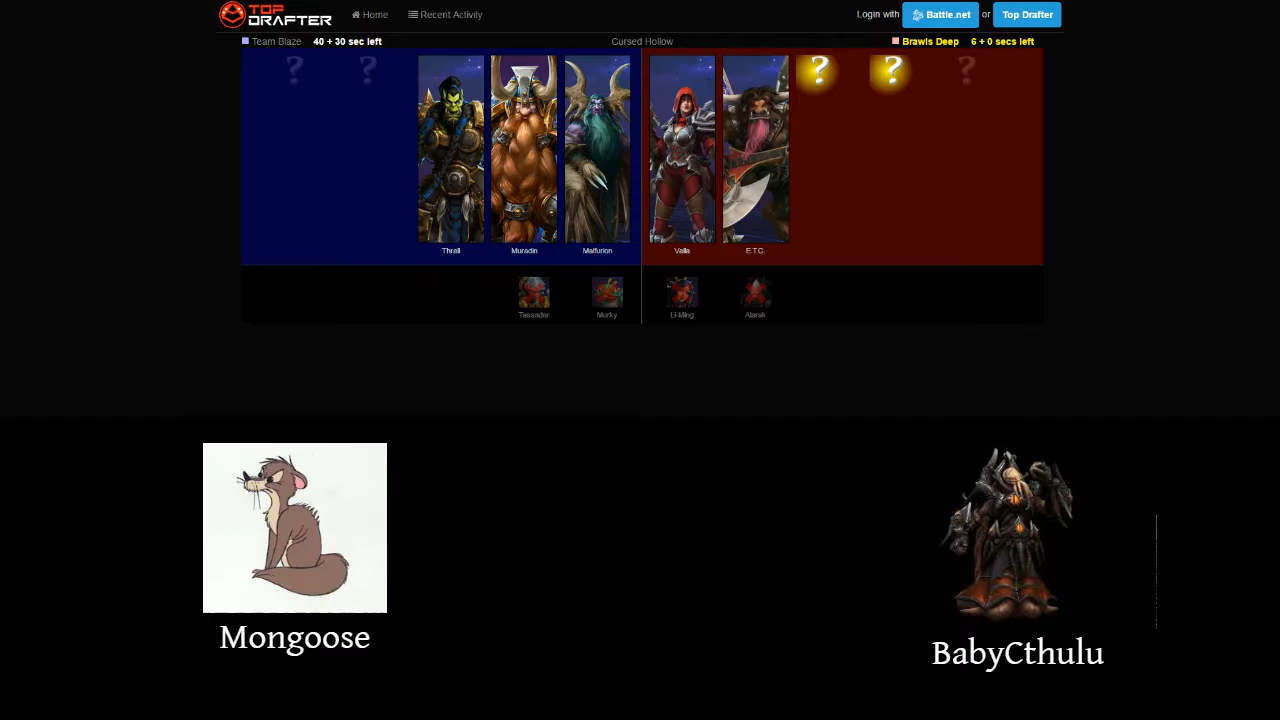 TOP DRAFTER
Home
Recent Activity
Login with Battle.net or Top Drafter
Team Blaze 40 + 30 sec left
Cursed Hollow
Brawls Deep 6 + 0 secs left
? ? ? ? ?
Thrall Muradin Malfurion Valla E.T.C.
Tassadar Murky Li-Ming Alarak
Mongoose
BabyCthulu